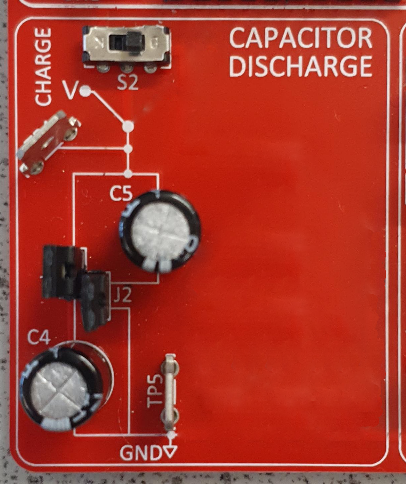 CHARGE
CAPACITOR
DISCHARGE
S2
V
C5
J2
C4
TP5
GND